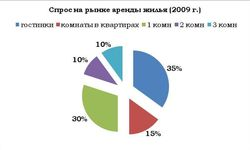 Спрос на рынке аренды жилья (2009 г.)
гостинки комнаты в квартирах 1 комн 2 комн 3 комн
10%
10%
35%
30%
15%